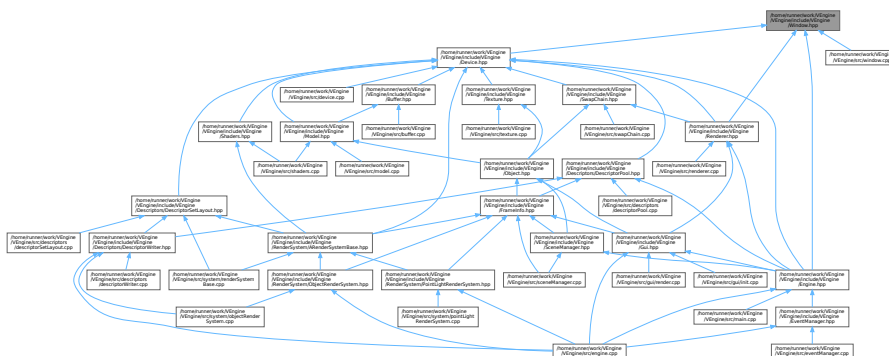 /home/runner/work/VEngine
/VEngine/include/VEngine
/Window.hpp
/home/runner/work/VEngine
/VEngine/include/VEngine
/Device.hpp
/home/runner/work/VEngine
/VEngine/src/window.cpp
/home/runner/work/VEngine
/VEngine/src/device.cpp
/home/runner/work/VEngine
/VEngine/include/VEngine
/Buffer.hpp
/home/runner/work/VEngine
/VEngine/include/VEngine
/Texture.hpp
/home/runner/work/VEngine
/VEngine/include/VEngine
/SwapChain.hpp
/home/runner/work/VEngine
/VEngine/include/VEngine
/Shaders.hpp
/home/runner/work/VEngine
/VEngine/include/VEngine
/Model.hpp
/home/runner/work/VEngine
/VEngine/src/buffer.cpp
/home/runner/work/VEngine
/VEngine/src/texture.cpp
/home/runner/work/VEngine
/VEngine/src/swapChain.cpp
/home/runner/work/VEngine
/VEngine/include/VEngine
/Renderer.hpp
/home/runner/work/VEngine
/VEngine/src/shaders.cpp
/home/runner/work/VEngine
/VEngine/src/model.cpp
/home/runner/work/VEngine
/VEngine/include/VEngine
/Object.hpp
/home/runner/work/VEngine
/VEngine/include/VEngine
/Descriptors/DescriptorPool.hpp
/home/runner/work/VEngine
/VEngine/src/renderer.cpp
/home/runner/work/VEngine
/VEngine/include/VEngine
/Descriptors/DescriptorSetLayout.hpp
/home/runner/work/VEngine
/VEngine/include/VEngine
/FrameInfo.hpp
/home/runner/work/VEngine
/VEngine/src/descriptors
/descriptorPool.cpp
/home/runner/work/VEngine
/VEngine/src/descriptors
/descriptorSetLayout.cpp
/home/runner/work/VEngine
/VEngine/include/VEngine
/Descriptors/DescriptorWriter.hpp
/home/runner/work/VEngine
/VEngine/include/VEngine
/RenderSystem/IRenderSystemBase.hpp
/home/runner/work/VEngine
/VEngine/include/VEngine
/SceneManager.hpp
/home/runner/work/VEngine
/VEngine/include/VEngine
/Gui.hpp
/home/runner/work/VEngine
/VEngine/src/descriptors
/descriptorWriter.cpp
/home/runner/work/VEngine
/VEngine/src/system/renderSystem
Base.cpp
/home/runner/work/VEngine
/VEngine/include/VEngine
/RenderSystem/ObjectRenderSystem.hpp
/home/runner/work/VEngine
/VEngine/include/VEngine
/RenderSystem/PointLightRenderSystem.hpp
/home/runner/work/VEngine
/VEngine/src/sceneManager.cpp
/home/runner/work/VEngine
/VEngine/src/gui/render.cpp
/home/runner/work/VEngine
/VEngine/src/gui/init.cpp
/home/runner/work/VEngine
/VEngine/include/VEngine
/Engine.hpp
/home/runner/work/VEngine
/VEngine/src/system/objectRender
System.cpp
/home/runner/work/VEngine
/VEngine/src/system/pointLight
RenderSystem.cpp
/home/runner/work/VEngine
/VEngine/src/main.cpp
/home/runner/work/VEngine
/VEngine/include/VEngine
/EventManager.hpp
/home/runner/work/VEngine
/VEngine/src/engine.cpp
/home/runner/work/VEngine
/VEngine/src/eventManager.cpp